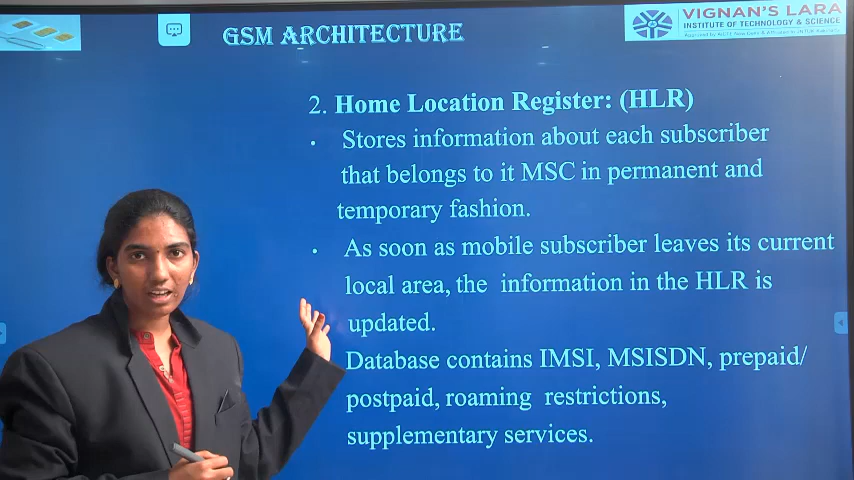 GSM ARCHITECTURE
VIGNAN'S LARA
INSTITUTE OF TECHNOLOGY & SCIENCE
2. Home Location Register: (HLR)
· Stores information about each subscriber
that belongs to it MSC in permanent and
temporary fashion.
· As soon as mobile subscriber leaves its current
local area, the information in the HLR is
updated.
Database contains IMSI, MSISDN, prepaid/
postpaid, roaming restrictions,
supplementary services.